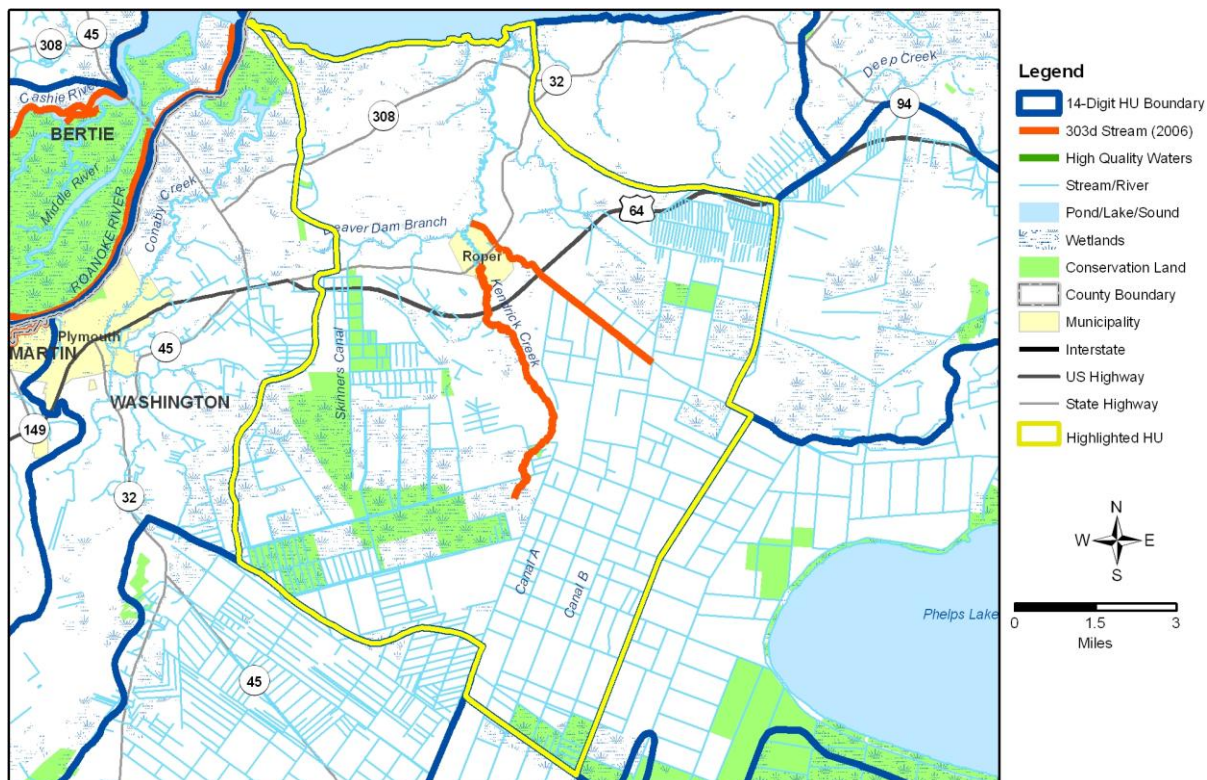 308
45
Cashie River
BERTIE
Middle River
ROANOKE RIVER
Conaby Creek
308
32
Deep Creek
94
64
eaver Dam Branch
Roper
Kendrick Creek
Plymouth
MARTIN
45
WASHINGTON
Skinners Canal
149
32
Canal A
Canal B
Phelps Lake
45
Legend
14-Digit HU Boundary
303d Stream (2006)
High Quality Waters
Stream/River
Pond/Lake/Sound
Wetlands
Conservation Land
County Boundary
Municipality
Interstate
US Highway
State Highway
Highlighted HU
N
W E
S
0 1.5 3
Miles